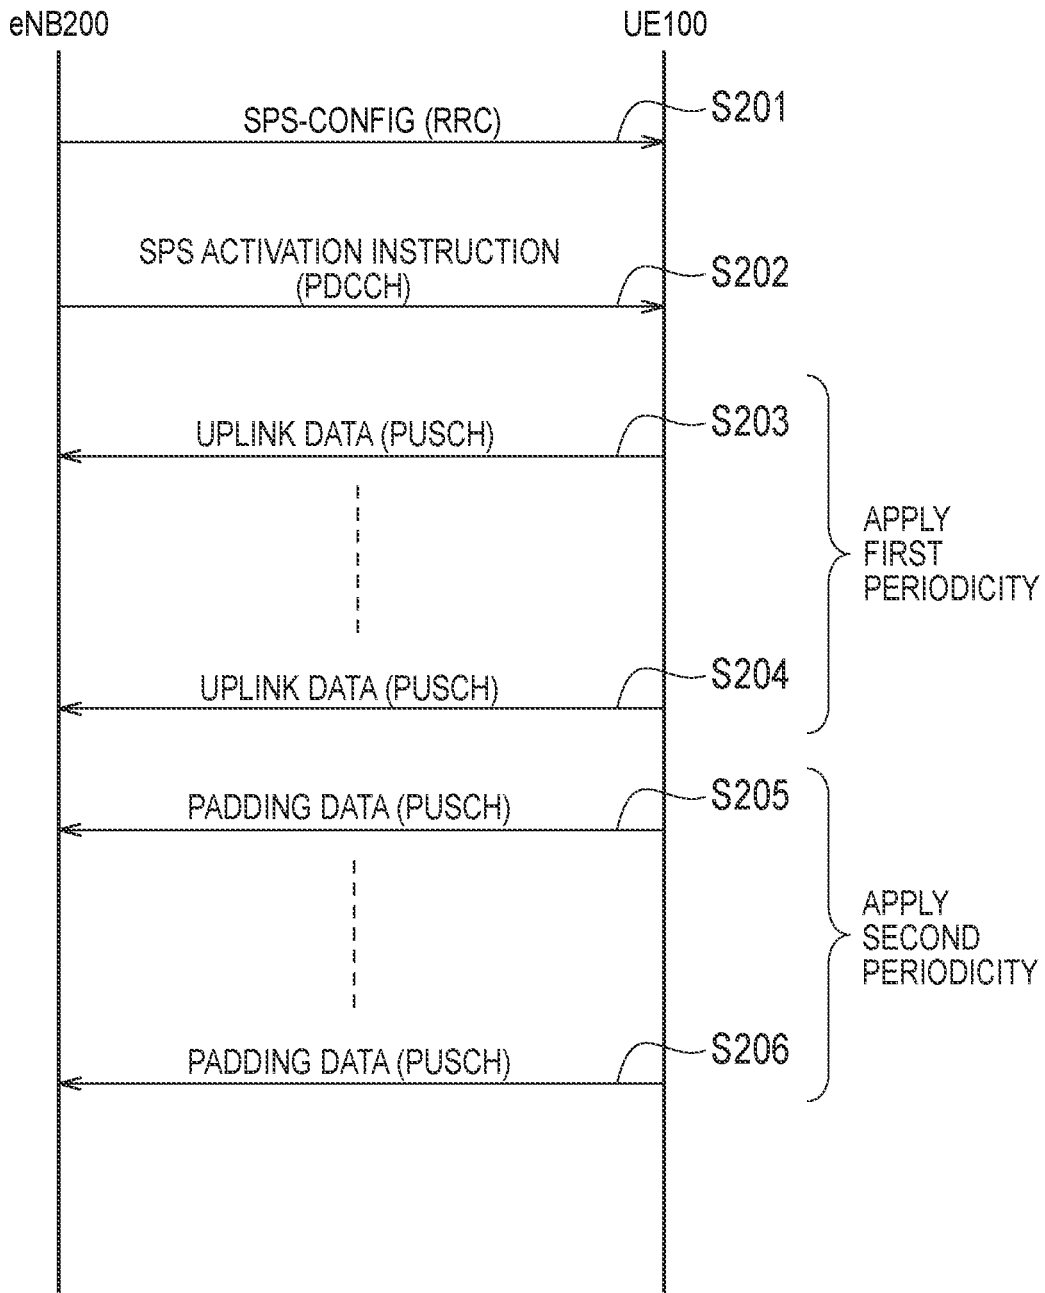 eNB200
UE100
SPS-CONFIG (RRC)
S201
SPS ACTIVATION INSTRUCTION
(PDCCH)
S202
UPLINK DATA (PUSCH)
S203
APPLY
FIRST
PERIODICITY
UPLINK DATA (PUSCH)
S204
PADDING DATA (PUSCH)
S205
APPLY
SECOND
PERIODICITY
PADDING DATA (PUSCH)
S206